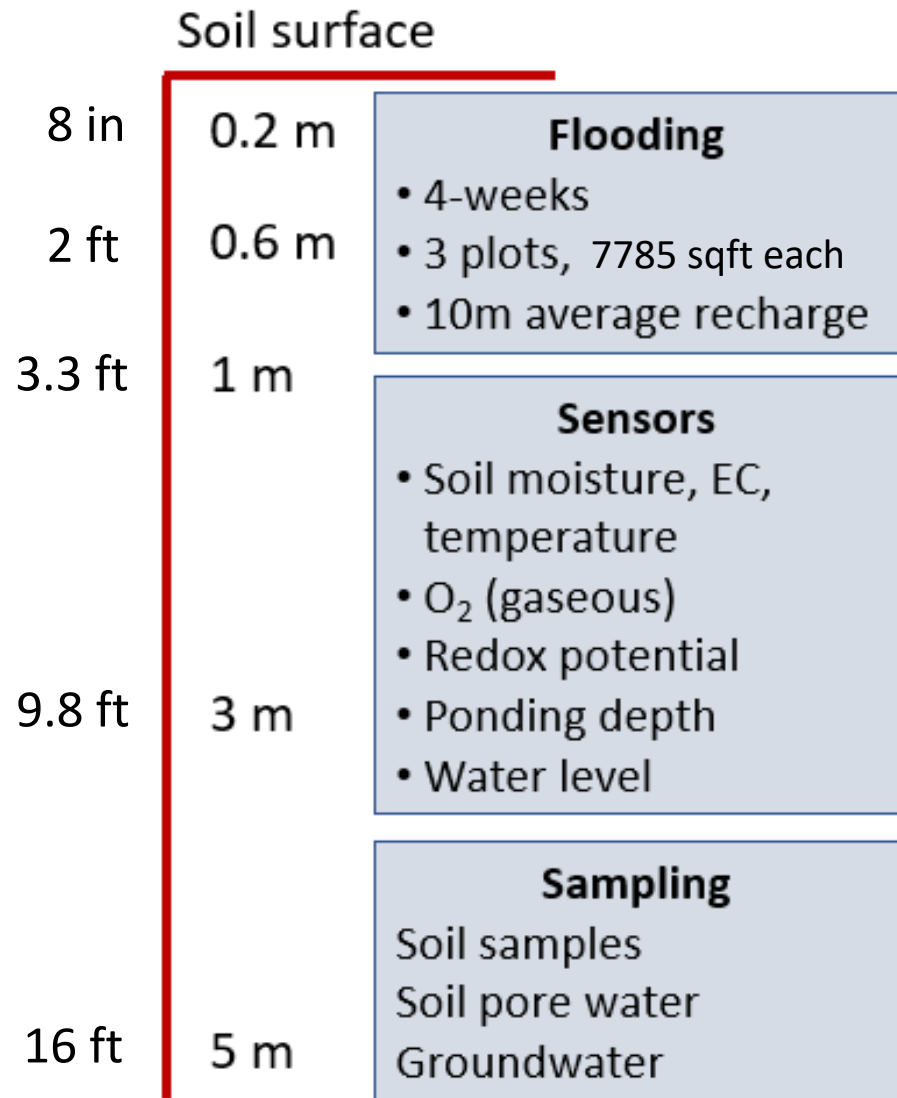 Soil surface
8 in 0.2 m
2 ft 0.6 m
3.3 ft 1 m
9.8 ft 3 m
16 ft 5 m
Flooding
• 4-weeks
• 3 plots, 7785 sqft each
• 10m average recharge
Sensors
• Soil moisture, EC,
temperature
• O₂ (gaseous)
• Redox potential
• Ponding depth
• Water level
Sampling
Soil samples
Soil pore water
Groundwater